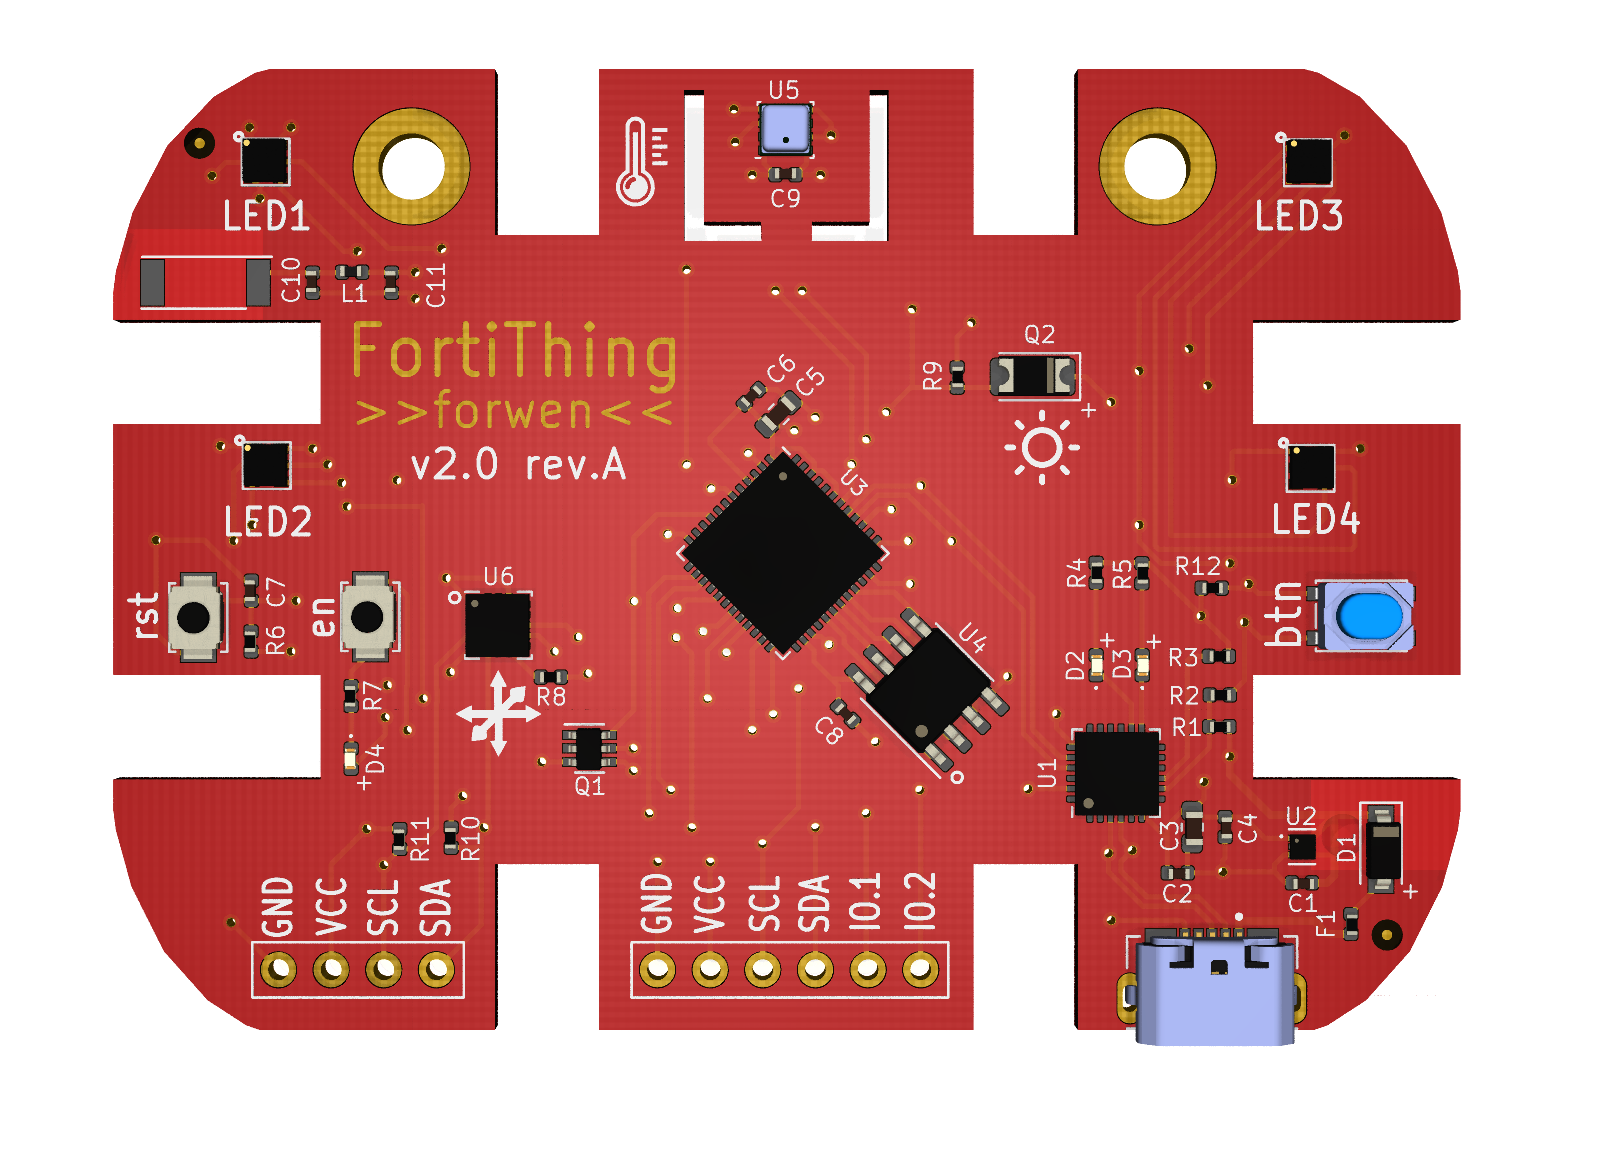 U5
C9
LED1
LED3
C10
L1
C11
FortiThing
>>forwen<<
v2.0 rev.A
C6
C5
R9
Q2
+
U3
LED2
LED4
rst
C7
R6
en
U6
R8
R7
D4
+
Q1
U4
C8
R4
R5
R12
btn
D2
+
D3
+
R3
R2
R1
U1
C3
C4
C2
U2
C1
D1
+
F1
R11
R10
GND
VCC
SCL
SDA
GND
VCC
SCL
SDA
IO.1
IO.2